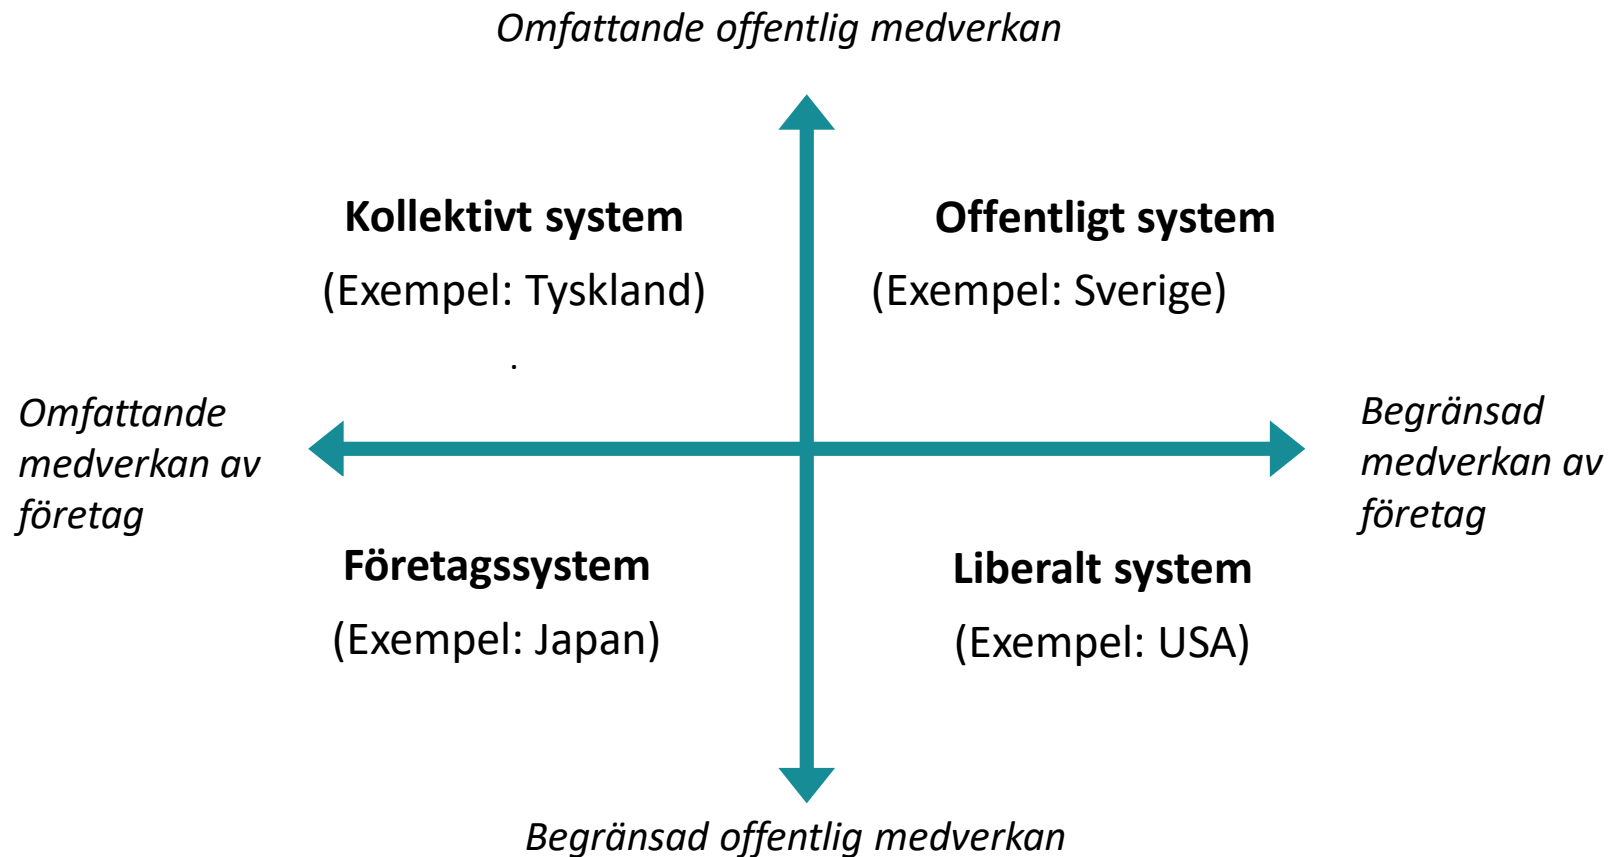 Omfattande offentlig medverkan
Kollektivt system
(Exempel: Tyskland)
.
Offentligt system
(Exempel: Sverige)
Omfattande
medverkan av
företag
Begränsad
medverkan av
företag
Företagssystem
(Exempel: Japan)
Liberalt system
(Exempel: USA)
Begränsad offentlig medverkan